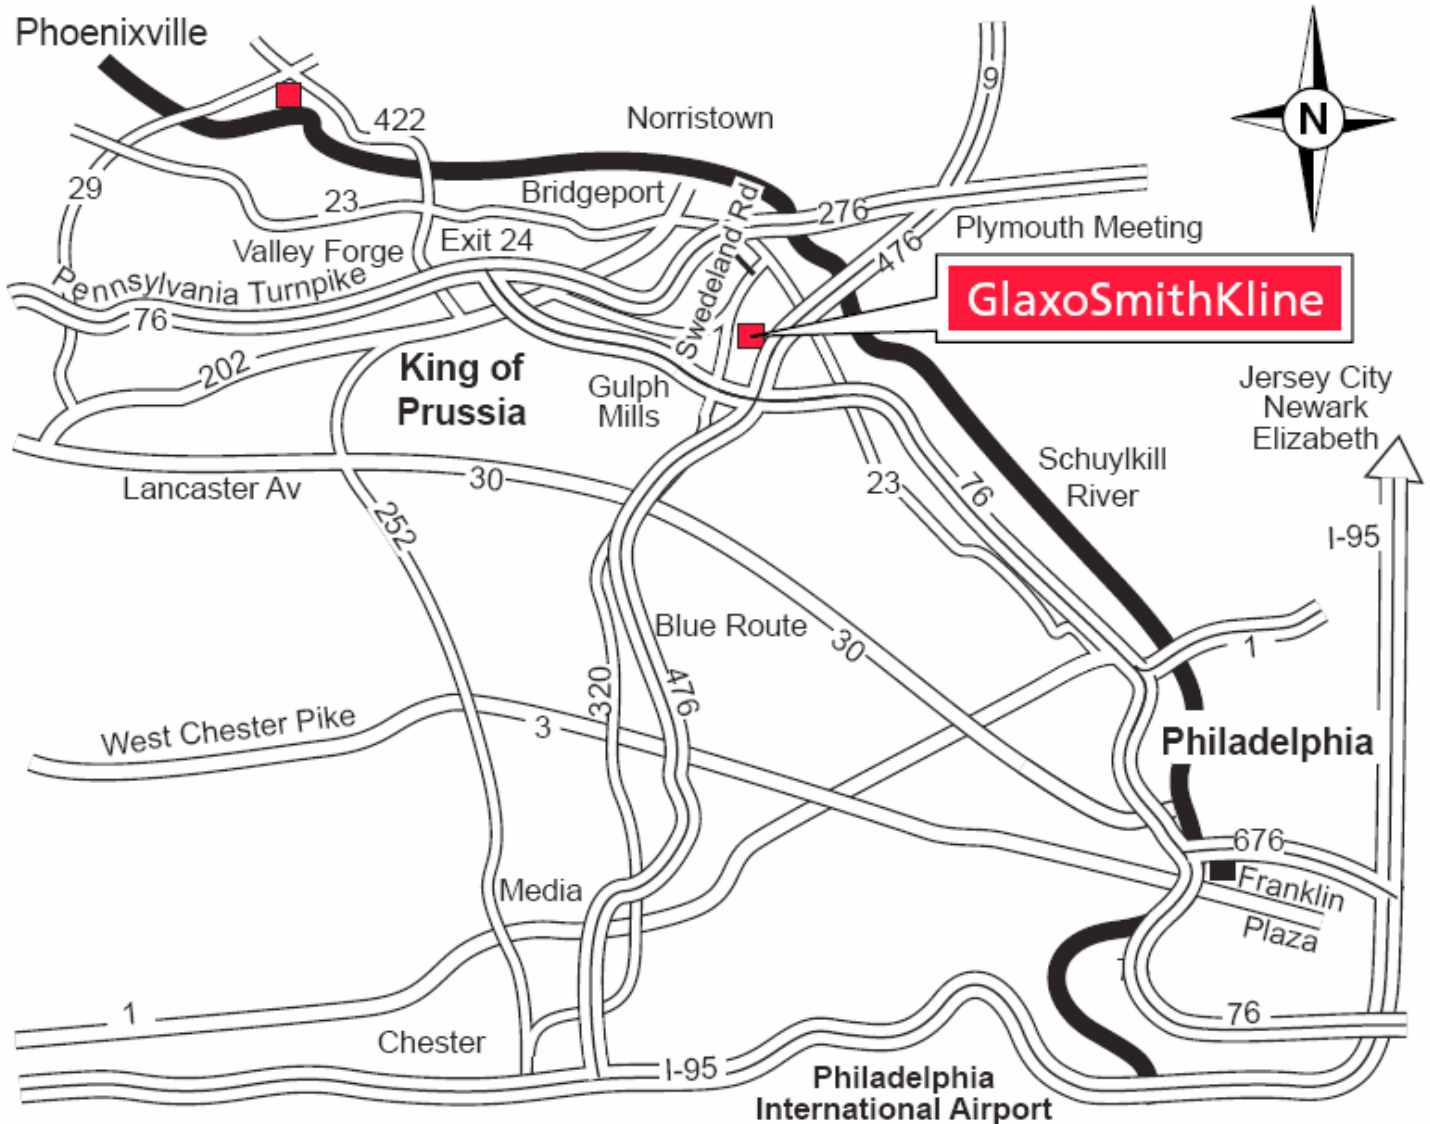 Phoenixville
9
N
422
Norristown
29
23
Bridgeport
Swedeland Rd
276
Plymouth Meeting
Valley Forge
Exit 24
476
Pennsylvania Turnpike
76
GlaxoSmithKline
202
King of
Prussia
Gulph
Mills
Jersey City
Newark
Elizabeth
Lancaster Av
30
23
76
Schuylkill
River
252
I-95
Blue Route
30
1
320
476
West Chester Pike
3
Philadelphia
676
Media
Franklin
Plaza
1
76
Chester
I-95
Philadelphia
International Airport